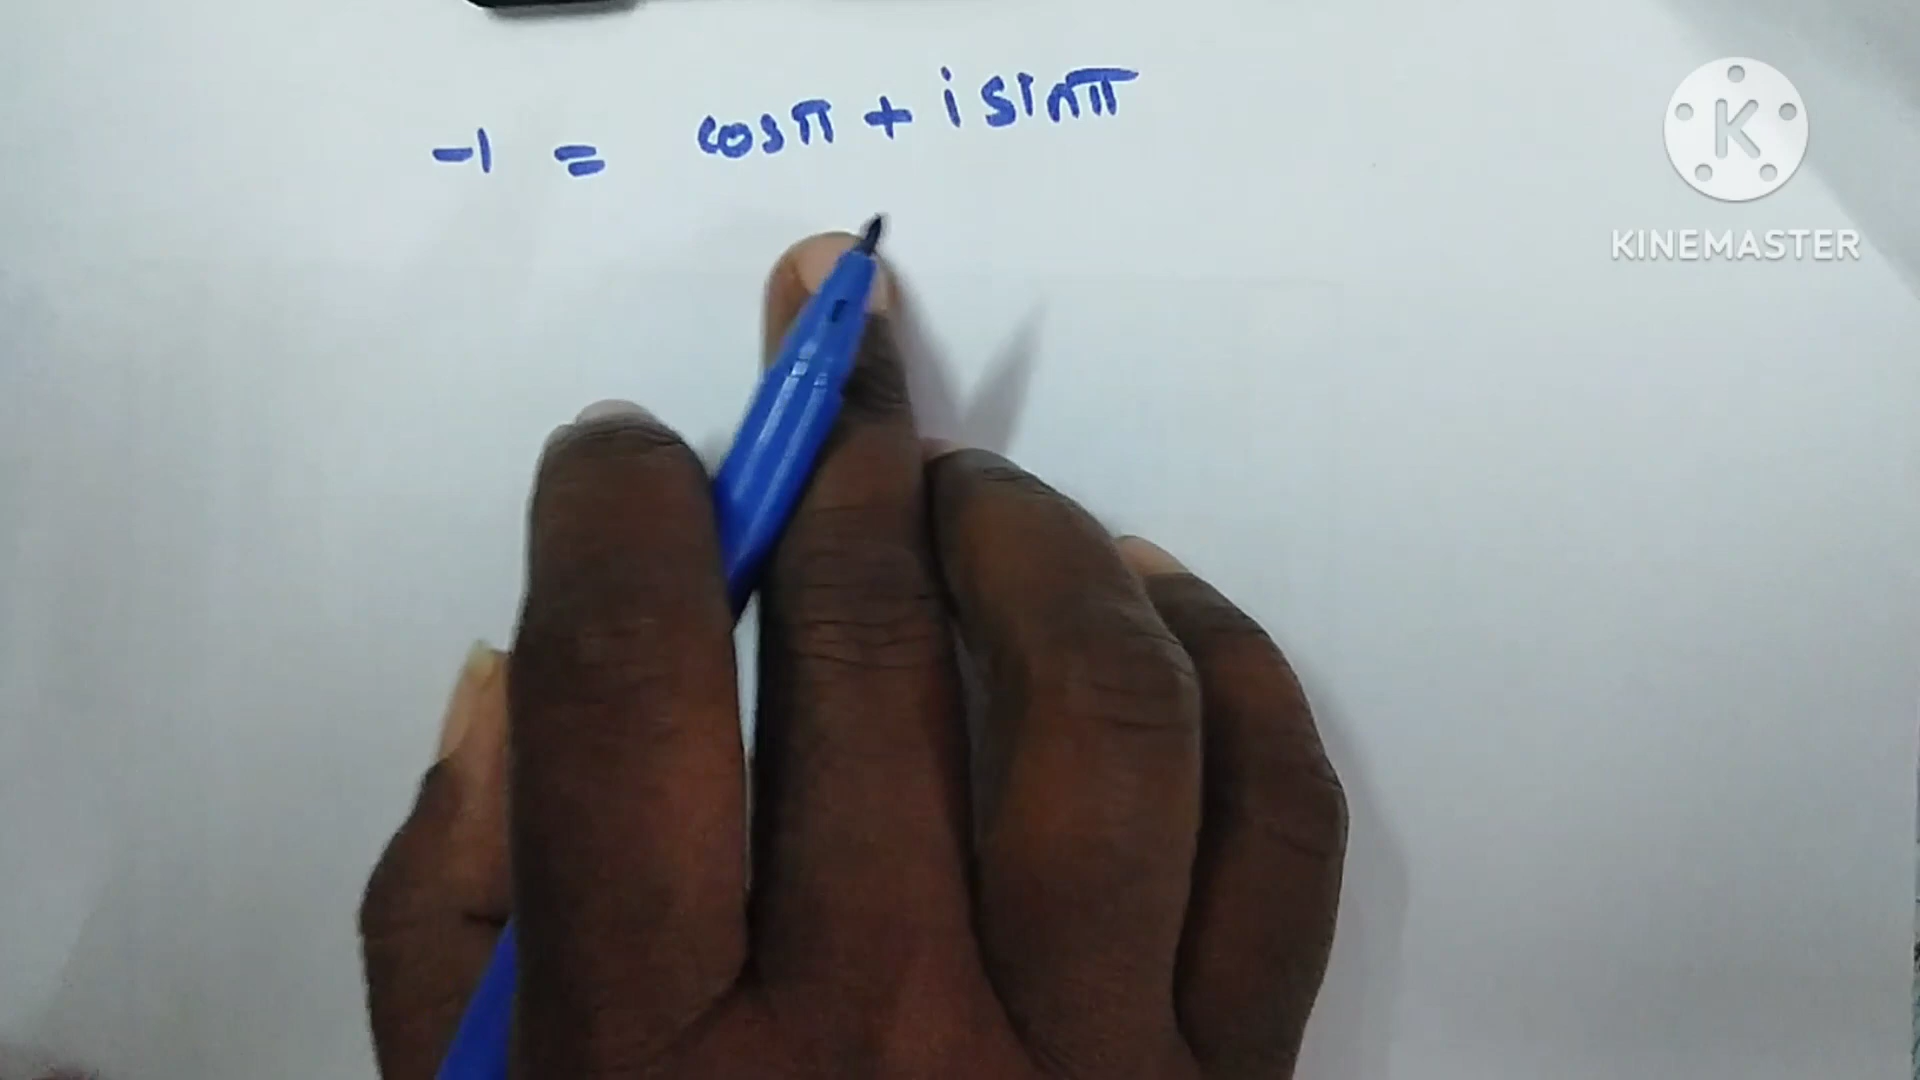 -1 = cosπ + i sinπ
K
KINEMASTER